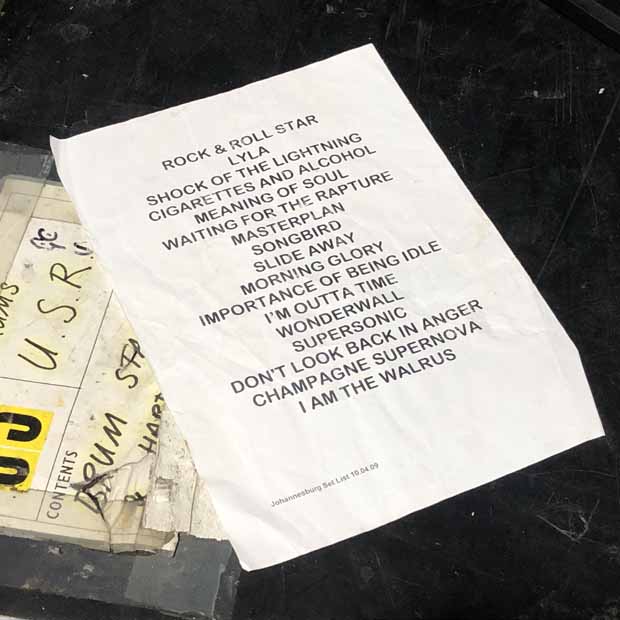 ROCK & ROLL STAR
LYLA
SHOCK OF THE LIGHTNING
CIGARETTES AND ALCOHOL
MEANING OF SOUL
WAITING FOR THE RAPTURE
MASTERPLAN
SONGBIRD
SLIDE AWAY
MORNING GLORY
IMPORTANCE OF BEING IDLE
I'M OUTTA TIME
WONDERWALL
SUPERSONIC
DON'T LOOK BACK IN ANGER
CHAMPAGNE SUPERNOVA
I AM THE WALRUS
Johannesburg Set List 10.04.09
U.S.R.
CONTENTS
DRUM